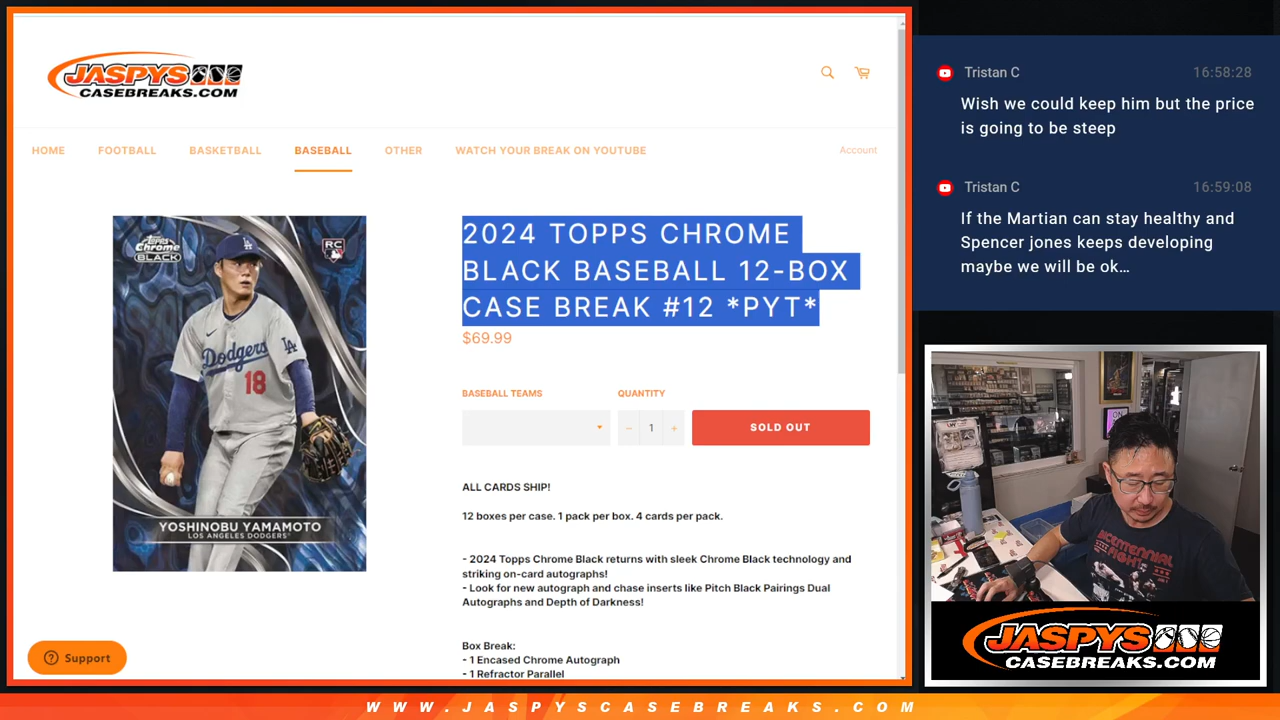 JASPYS
CASEBREAKS.COM
HOME FOOTBALL BASKETBALL BASEBALL OTHER WATCH YOUR BREAK ON YOUTUBE Account
Topps
Chrome
BLACK
RC
Dodgers
LA
18
YOSHINOBU YAMAMOTO
LOS ANGELES DODGERS
2024 TOPPS CHROME
BLACK BASEBALL 12-BOX
CASE BREAK #12 *PYT*
$69.99
BASEBALL TEAMS QUANTITY
− 1 + SOLD OUT
ALL CARDS SHIP!
12 boxes per case. 1 pack per box. 4 cards per pack.
- 2024 Topps Chrome Black returns with sleek Chrome Black technology and
striking on-card autographs!
- Look for new autograph and chase inserts like Pitch Black Pairings Dual
Autographs and Depth of Darkness!
Box Break:
- 1 Encased Chrome Autograph
- 1 Refractor Parallel
Support
Tristan C 16:58:28
Wish we could keep him but the price
is going to be steep
Tristan C 16:59:08
If the Martian can stay healthy and
Spencer jones keeps developing
maybe we will be ok...
BICENTENNIAL
FIGHT
JASPYS
CASEBREAKS.COM
WWW.JASPYSCASEBREAKS.COM